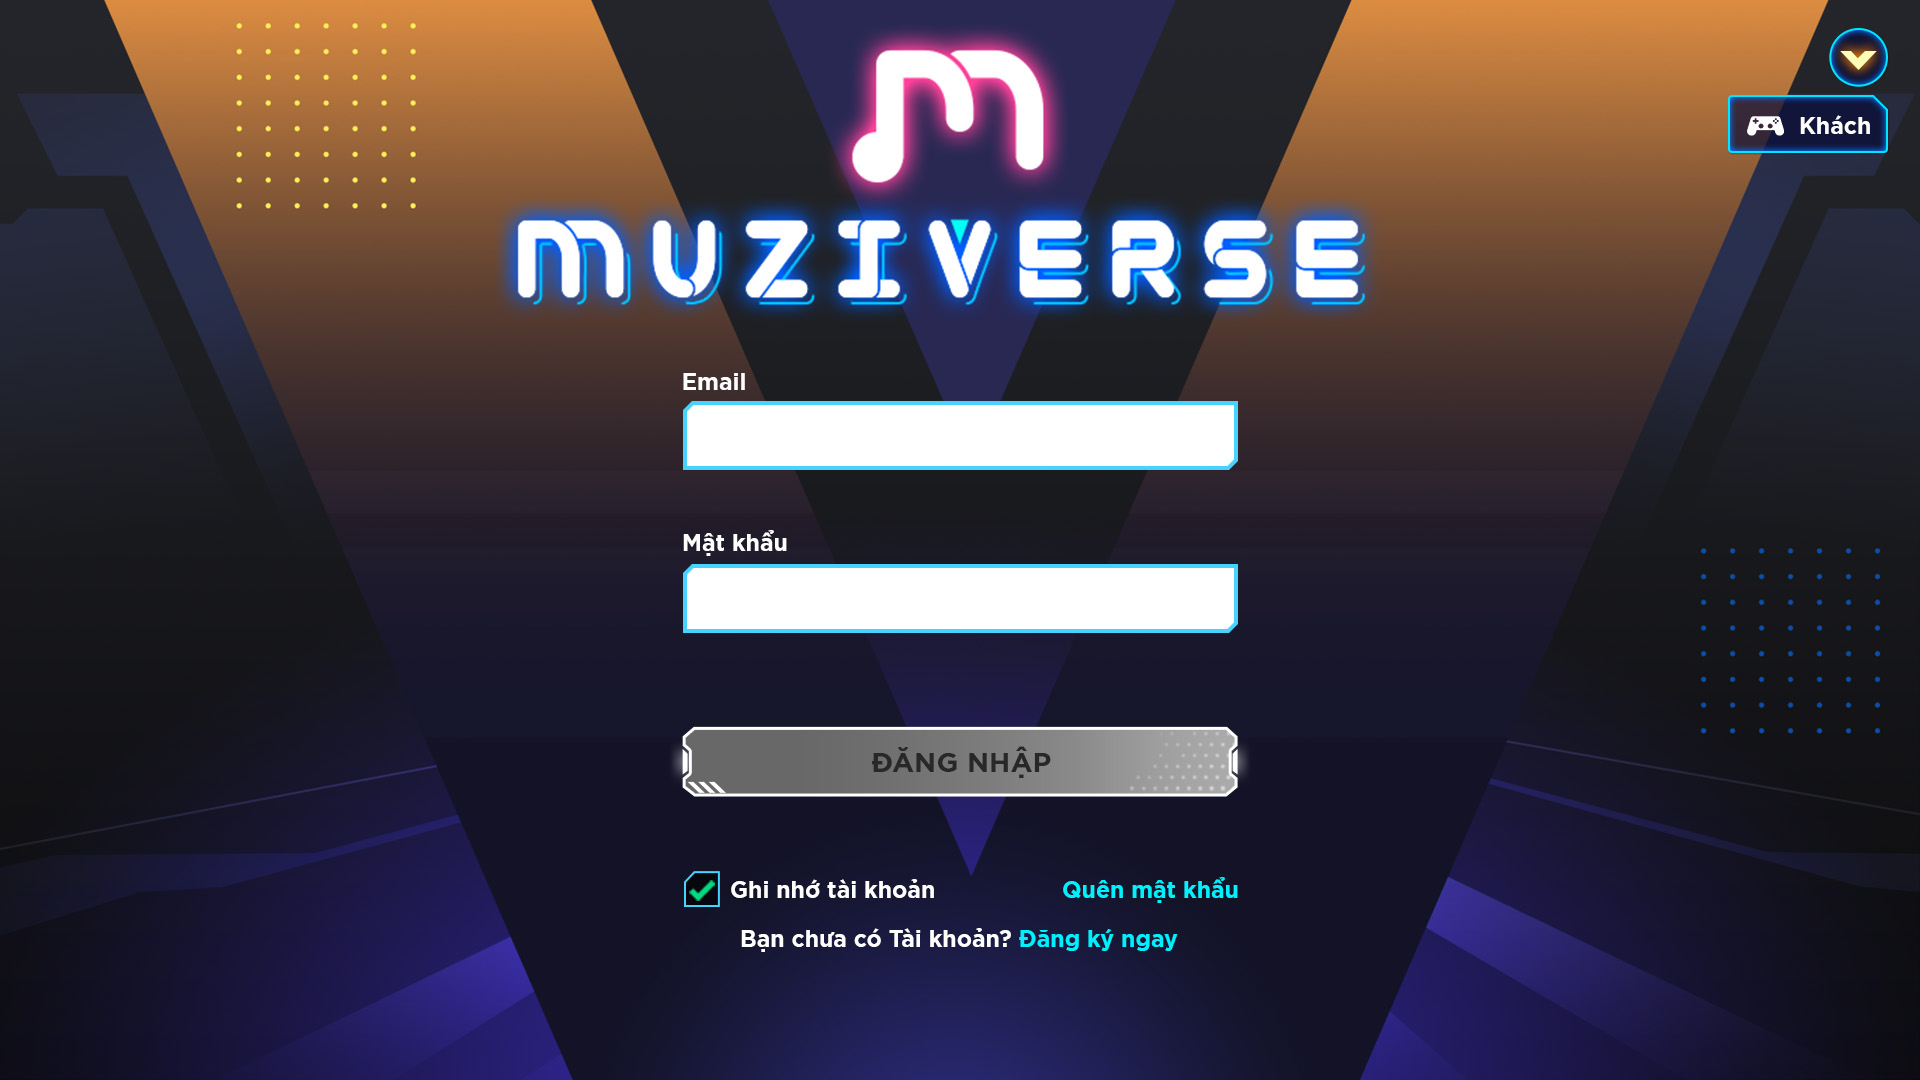 MUZIVERSE
Khách
Email
Mật khẩu
ĐĂNG NHẬP
Ghi nhớ tài khoản
Quên mật khẩu
Bạn chưa có Tài khoản? Đăng ký ngay